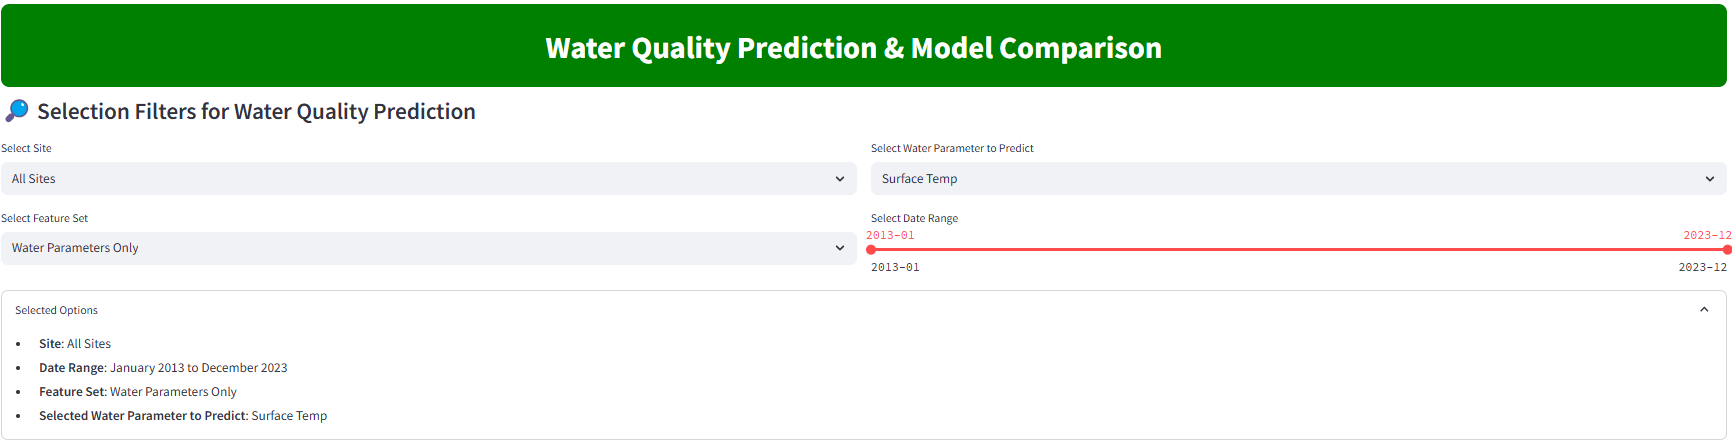 Water Quality Prediction & Model Comparison
Selection Filters for Water Quality Prediction
Select Site
All Sites
Select Water Parameter to Predict
Surface Temp
Select Feature Set
Water Parameters Only
Select Date Range
2013-01 2023-12
2013-01 2023-12
Selected Options
• Site: All Sites
• Date Range: January 2013 to December 2023
• Feature Set: Water Parameters Only
• Selected Water Parameter to Predict: Surface Temp